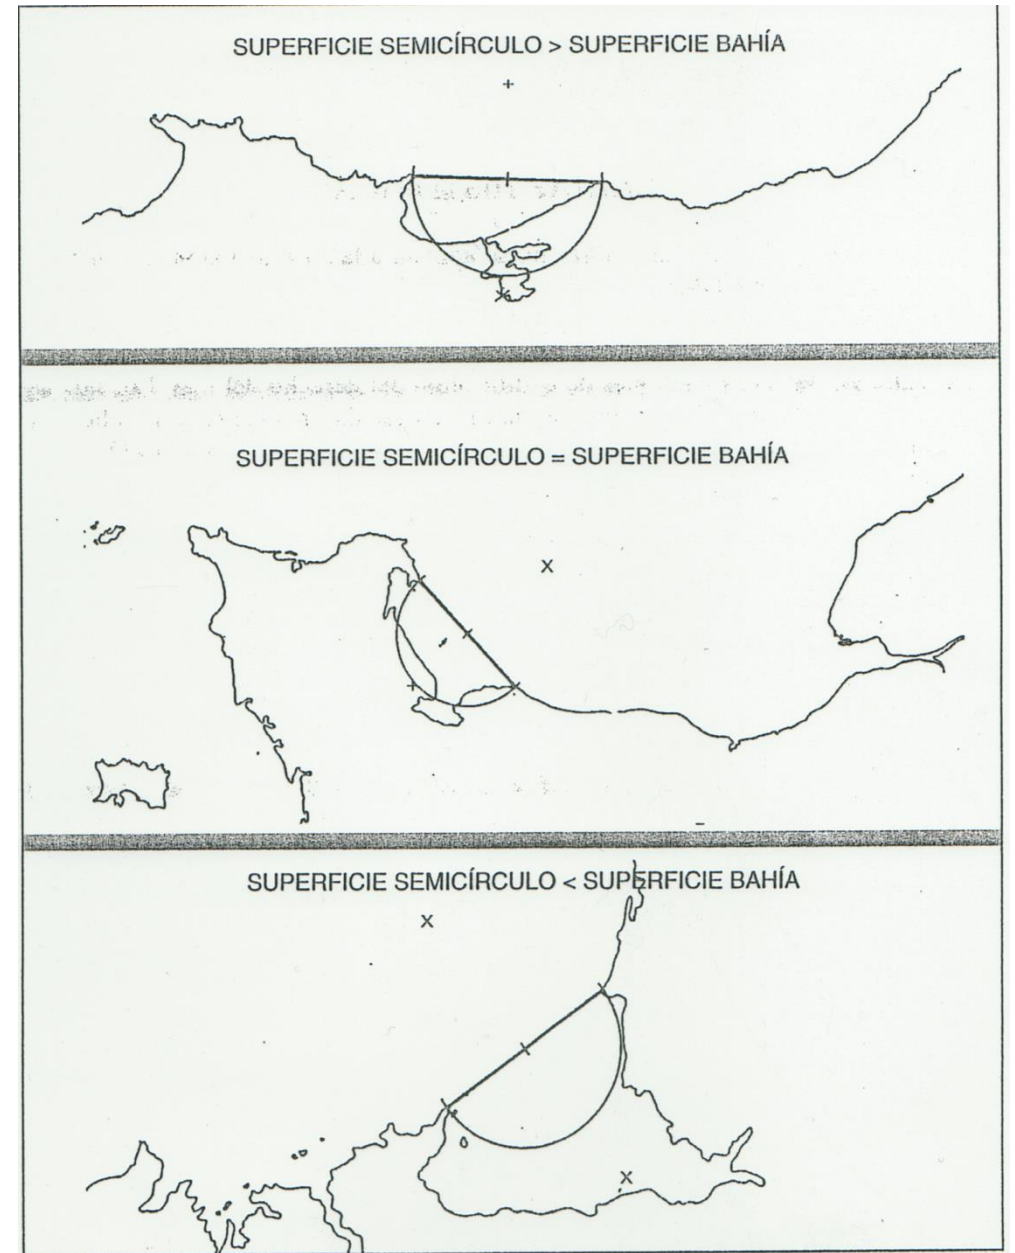 SUPERFICIE SEMICÍRCULO > SUPERFICIE BAHÍA
SUPERFICIE SEMICÍRCULO = SUPERFICIE BAHÍA
SUPERFICIE SEMICÍRCULO < SUPERFICIE BAHÍA